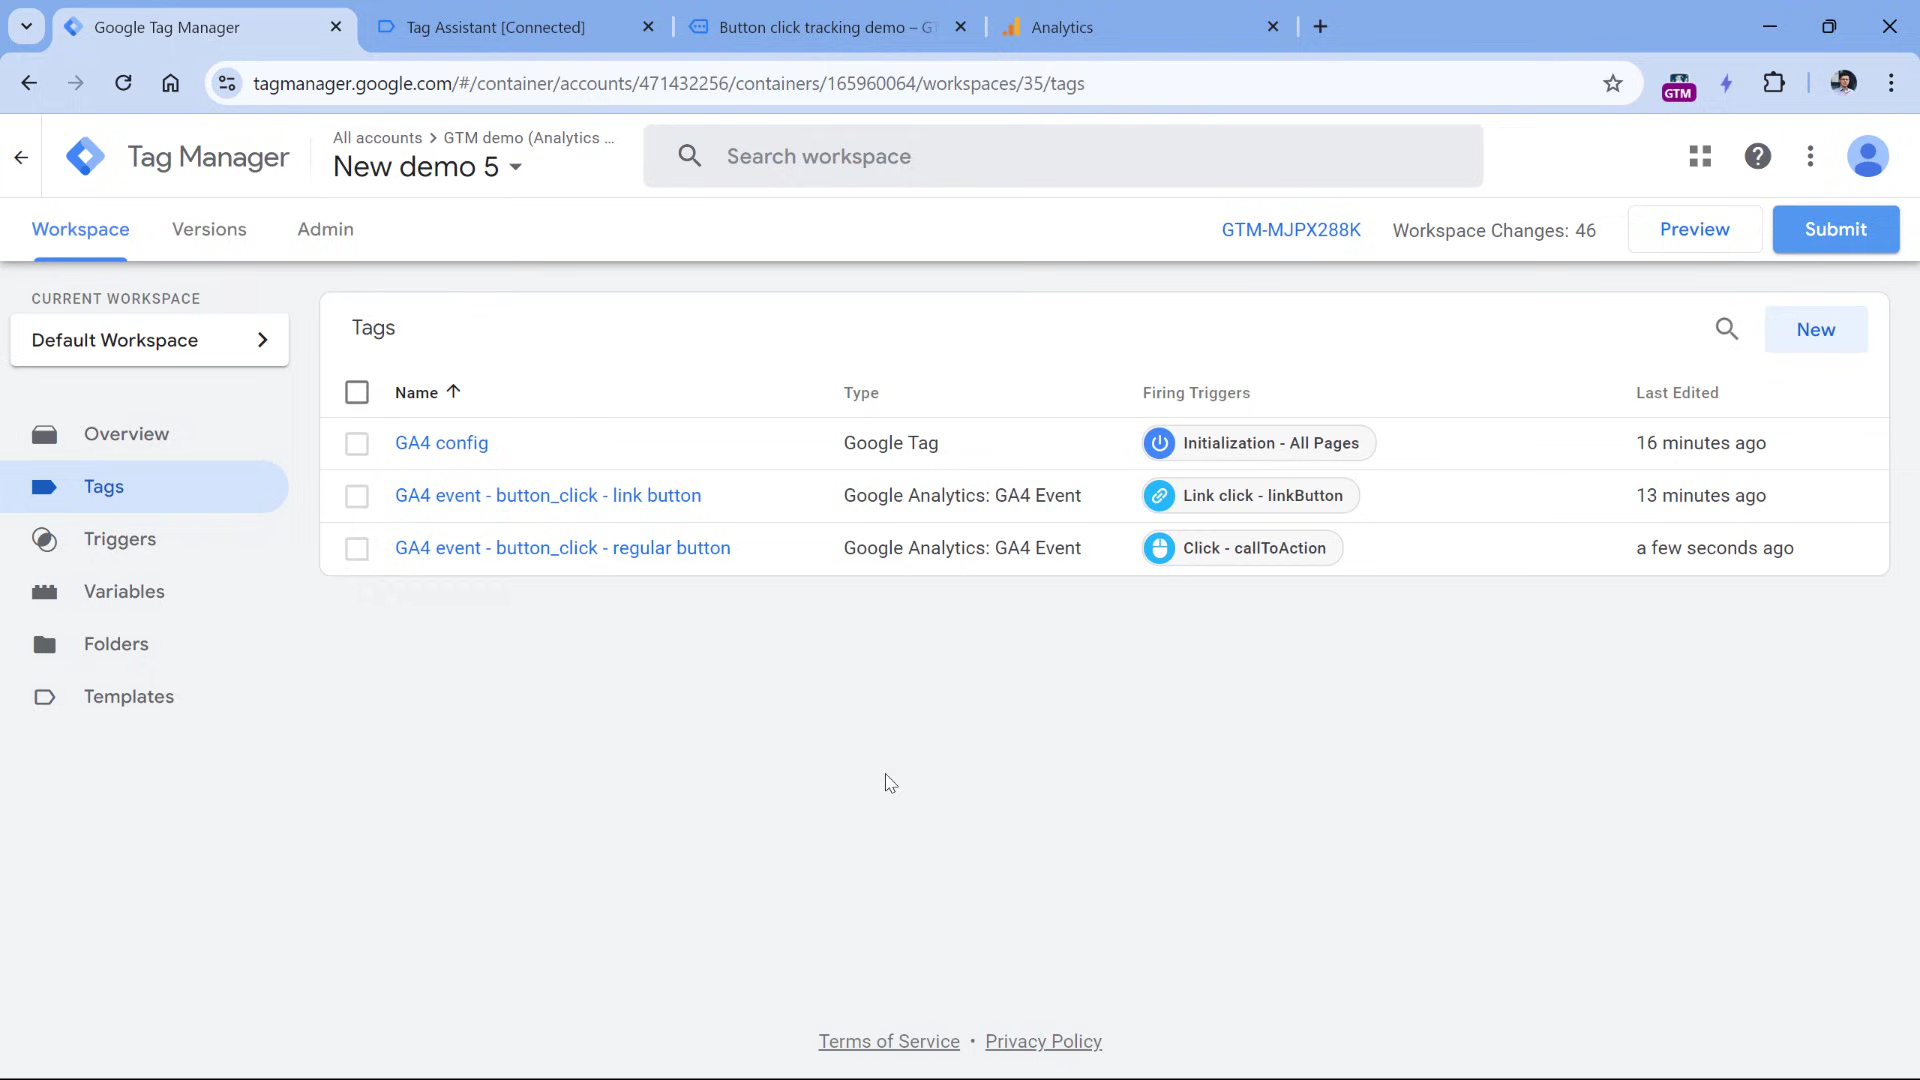 Google Tag Manager
Tag Assistant [Connected]
Button click tracking demo – GT
Analytics
tagmanager.google.com/#/container/accounts/471432256/containers/165960064/workspaces/35/tags
GTM
Tag Manager
All accounts > GTM demo (Analytics ...
New demo 5
Search workspace
Workspace
Versions
Admin
GTM-MJPX288K
Workspace Changes: 46
Preview
Submit
CURRENT WORKSPACE
Default Workspace
Overview
Tags
Triggers
Variables
Folders
Templates
Tags
New
Name
Type
Firing Triggers
Last Edited
GA4 config
Google Tag
Initialization - All Pages
16 minutes ago
GA4 event - button_click - link button
Google Analytics: GA4 Event
Link click - linkButton
13 minutes ago
GA4 event - button_click - regular button
Google Analytics: GA4 Event
Click - callToAction
a few seconds ago
Terms of Service • Privacy Policy